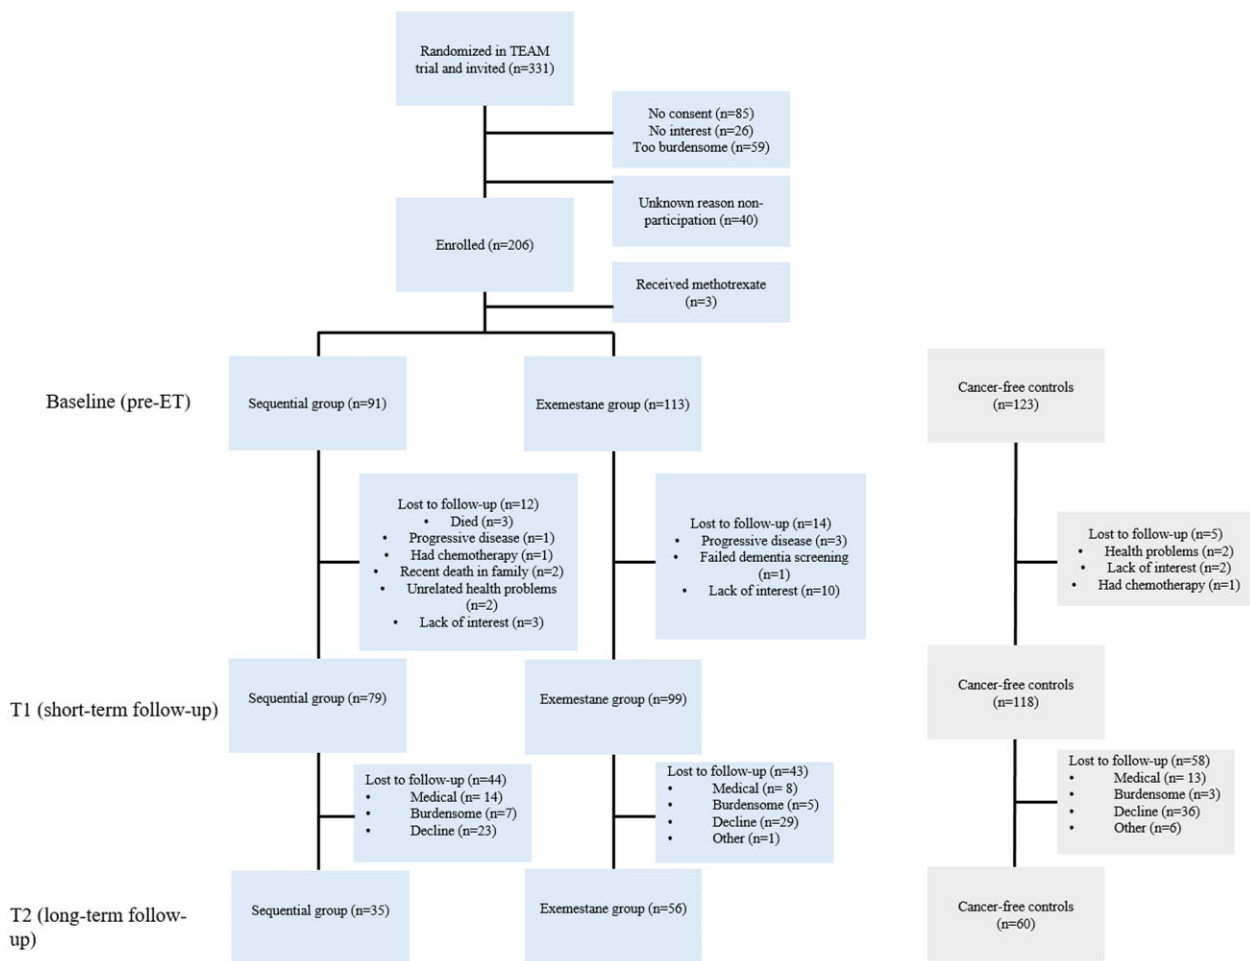 Randomized in TEAM
trial and invited (n=331)
No consent (n=85)
No interest (n=26)
Too burdensome (n=59)
Unknown reason non-
participation (n=40)
Enrolled (n=206)
Received methotrexate
(n=3)
Baseline (pre-ET)
Sequential group (n=91)
Exemestane group (n=113)
Cancer-free controls
(n=123)
Lost to follow-up (n=12)
• Died (n=3)
• Progressive disease (n=1)
• Had chemotherapy (n=1)
• Recent death in family (n=2)
• Unrelated health problems
(n=2)
• Lack of interest (n=3)
Lost to follow-up (n=14)
• Progressive disease (n=3)
• Failed dementia screening
(n=1)
• Lack of interest (n=10)
Lost to follow-up (n=5)
• Health problems (n=2)
• Lack of interest (n=2)
• Had chemotherapy (n=1)
T1 (short-term follow-up)
Sequential group (n=79)
Exemestane group (n=99)
Cancer-free controls
(n=118)
Lost to follow-up (n=44)
• Medical (n= 14)
• Burdensome (n=7)
• Decline (n=23)
Lost to follow-up (n=43)
• Medical (n= 8)
• Burdensome (n=5)
• Decline (n=29)
• Other (n=1)
Lost to follow-up (n=58)
• Medical (n= 13)
• Burdensome (n=3)
• Decline (n=36)
• Other (n=6)
T2 (long-term follow-
up)
Sequential group (n=35)
Exemestane group (n=56)
Cancer-free controls
(n=60)